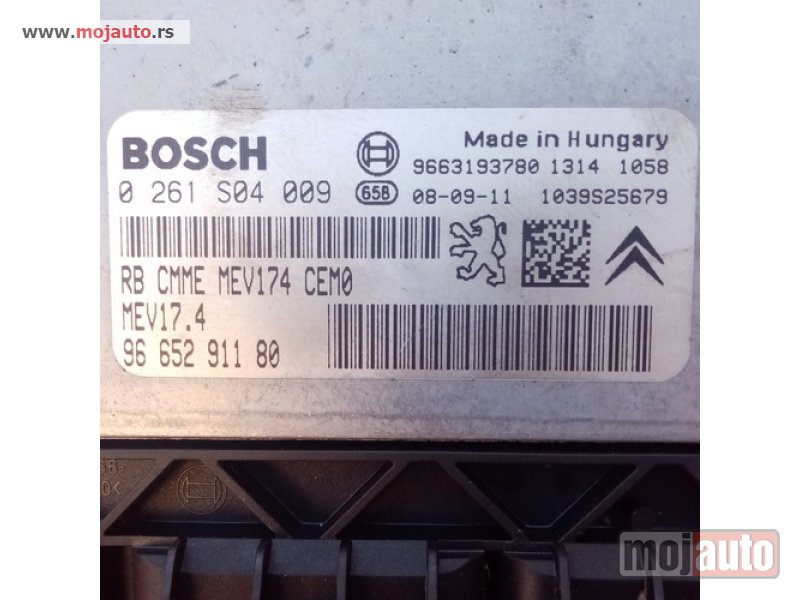 www.mojauto.rs
BOSCH
Made in Hungary
9663193780 1314 1058
0 261 S04 009 65B 08-09-11 1039S25679
RB CMME MEV174 CEM0
MEV17.4
96 652 911 80
mojauto